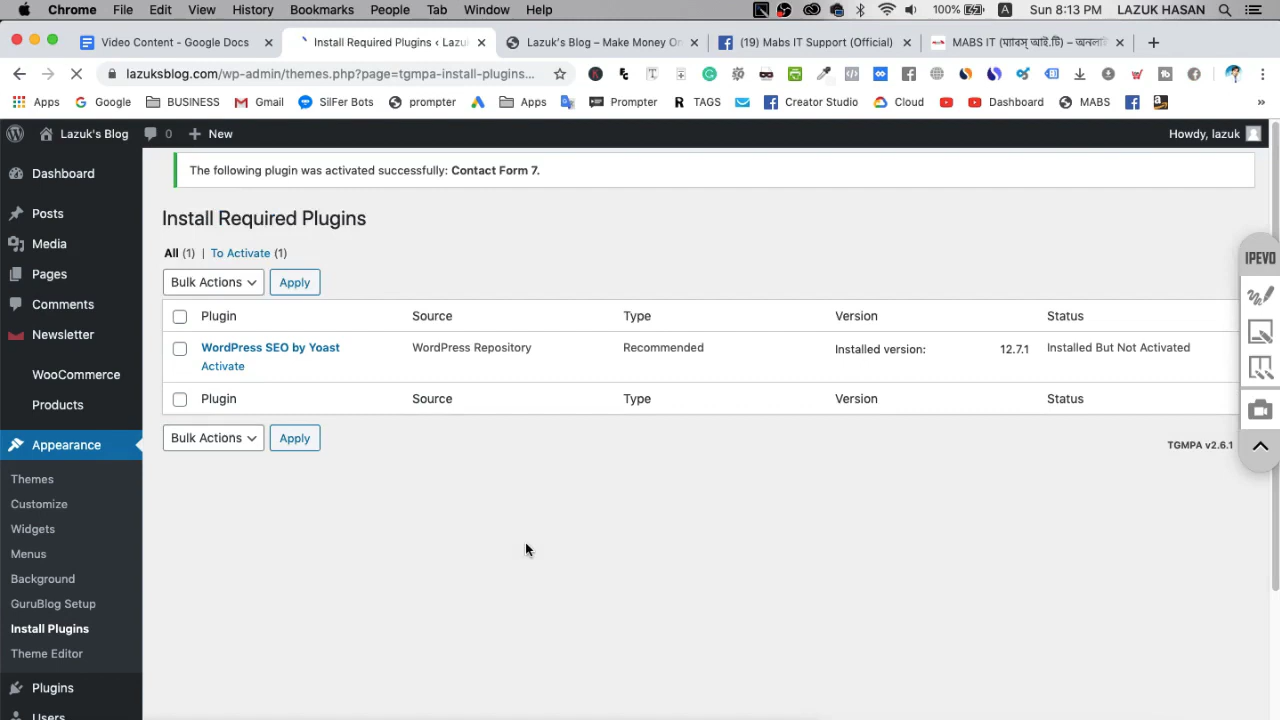 Chrome File Edit View History Bookmarks People Tab Window Help 100% A Sun 8:13 PM LAZUK HASAN
Video Content - Google Docs Install Required Plugins ‹ Lazu Lazuk's Blog – Make Money On (19) Mabs IT Support (Official) MABS IT (ম্যাবস্ আই.টি) – অনলাই
lazuksblog.com/wp-admin/themes.php?page=tgmpa-install-plugins...
Apps Google BUSINESS Gmail SilFer Bots prompter Apps Prompter R TAGS Creator Studio Cloud Dashboard MABS »
Lazuk's Blog 0 New Howdy, lazuk
Dashboard
Posts
Media
Pages
Comments
Newsletter
WooCommerce
Products
Appearance
Themes
Customize
Widgets
Menus
Background
GuruBlog Setup
Install Plugins
Theme Editor
Plugins
Users
The following plugin was activated successfully: Contact Form 7.
Install Required Plugins
All (1) | To Activate (1)
Bulk Actions Apply
Plugin Source Type Version Status
WordPress SEO by Yoast WordPress Repository Recommended Installed version: 12.7.1 Installed But Not Activated
Activate
Plugin Source Type Version Status
Bulk Actions Apply
TGMPA v2.6.1
IPEVO